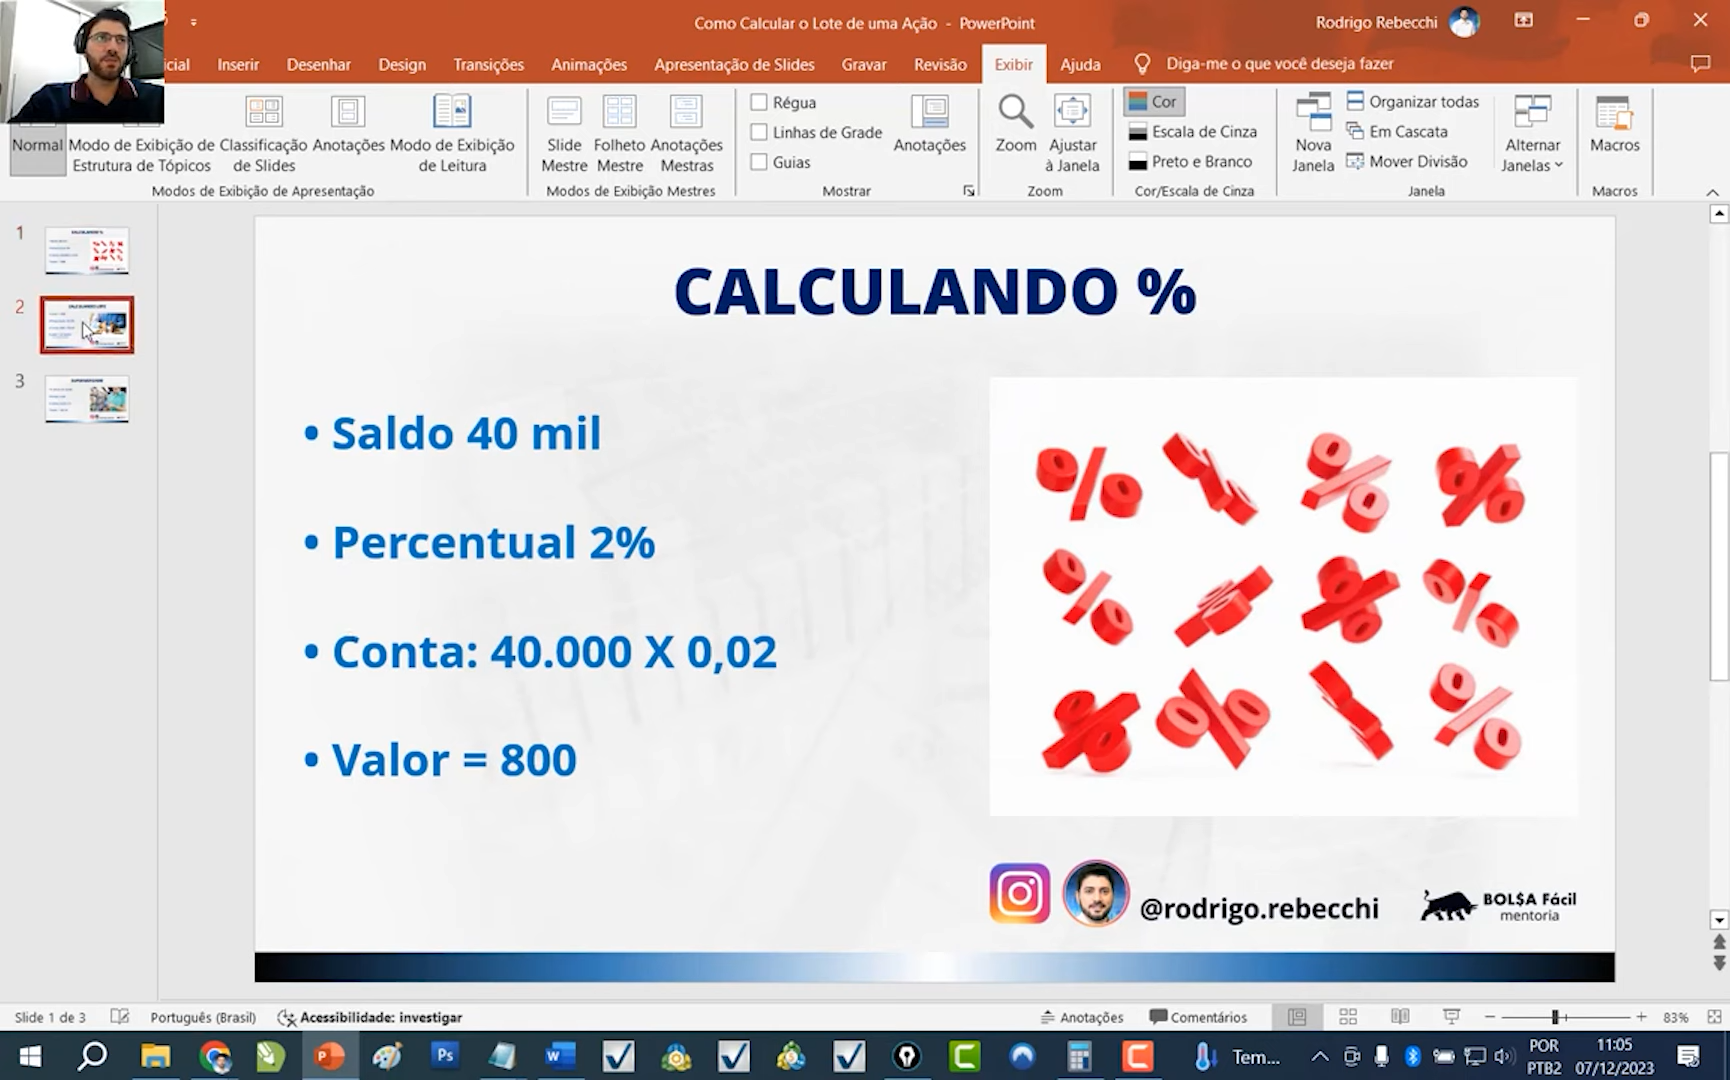 Como Calcular o Lote de uma Ação - PowerPoint
Rodrigo Rebecchi
Inserir Desenhar Design Transições Animações Apresentação de Slides Gravar Revisão Exibir Ajuda Diga-me o que você deseja fazer
Normal
Modo de Exibição de
Estrutura de Tópicos
Classificação
de Slides
Anotações
Modo de Exibição
de Leitura
Modos de Exibição de Apresentação
Slide
Mestre
Folheto
Mestre
Anotações
Mestras
Modos de Exibição Mestres
Régua
Linhas de Grade
Guias
Anotações
Mostrar
Zoom
Ajustar
à Janela
Zoom
Cor
Escala de Cinza
Preto e Branco
Cor/Escala de Cinza
Nova
Janela
Organizar todas
Em Cascata
Mover Divisão
Alternar
Janelas
Janela
Macros
Macros
1
2
3
CALCULANDO %
• Saldo 40 mil
• Percentual 2%
• Conta: 40.000 X 0,02
• Valor = 800
@rodrigo.rebecchi
BOL$A Fácil
mentoria
Slide 1 de 3
Português (Brasil)
Acessibilidade: investigar
Anotações
Comentários
83%
Tem...
POR
PTB2
11:05
07/12/2023